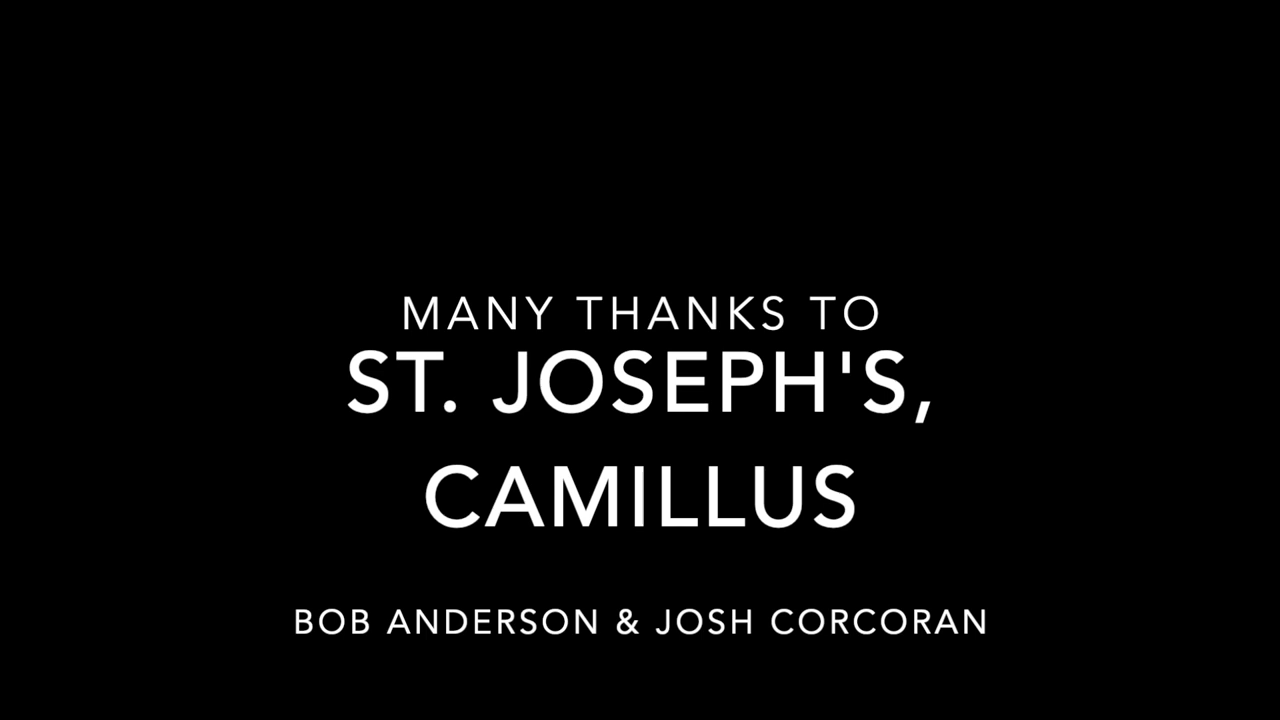 MANY THANKS TO
ST. JOSEPH'S,
CAMILLUS
BOB ANDERSON & JOSH CORCORAN